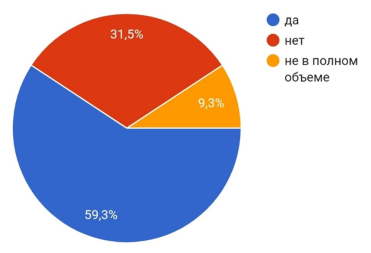 31,5%
9,3%
59,3%
да
нет
не в полном
объеме